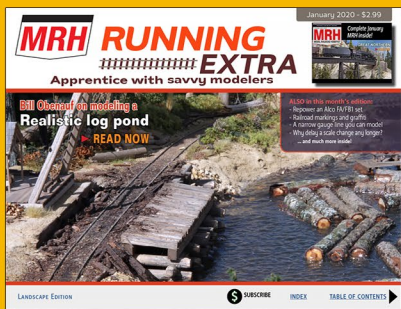 January 2020 - $2.99
MRH RUNNING
EXTRA
Apprentice with savvy modelers
Complete January
MRH inside!
MRH
Bill Obenauf on modeling a
Realistic log pond
READ NOW
ALSO in this month's edition:
- Repower an Alco FA/FB1 set
- Railroad markings and graffiti
- A narrow gauge line you can model
- Why delay a scale change any longer?
... and much more inside!
LANDSCAPE EDITION
$ SUBSCRIBE
INDEX
TABLE OF CONTENTS